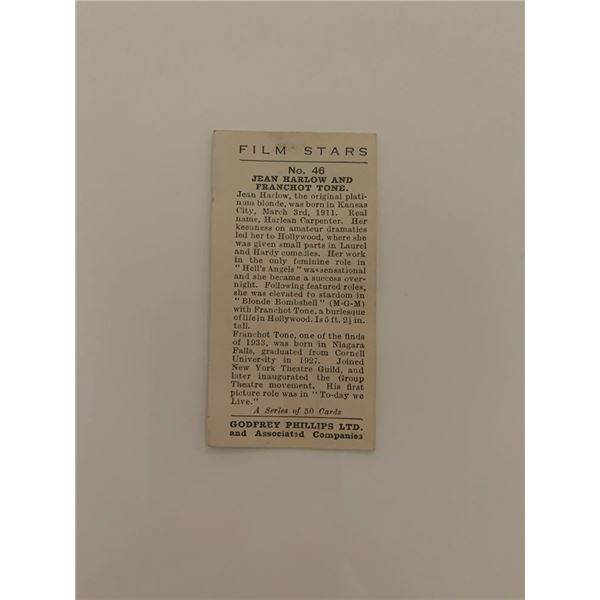 FILM STARS
No. 46
JEAN HARLOW AND
FRANCHOT TONE.
Jean Harlow, the original plati-
num blonde, was born in Kansas
City, March 3rd, 1911. Real
name, Harlean Carpenter. Her
keenness on amateur dramatics
led her to Hollywood, where she
was given small parts in Laurel
and Hardy comedies. Her work
in the only feminine role in
" Hell's Angels " was sensational
and she became a success over-
night. Following featured roles,
she was elevated to stardom in
" Blonde Bombshell " (M-G-M)
with Franchot Tone, a burlesque
of life in Hollywood. Is 5 ft. 2½ in.
tall.
Franchot Tone, one of the finds
of 1933, was born in Niagara
Falls, graduated from Cornell
University in 1927. Joined
New York Theatre Guild, and
later inaugurated the Group
Theatre movement. His first
picture role was in " To-day we
Live."
A Series of 50 Cards
GODFREY PHILLIPS LTD.
and Associated Companies